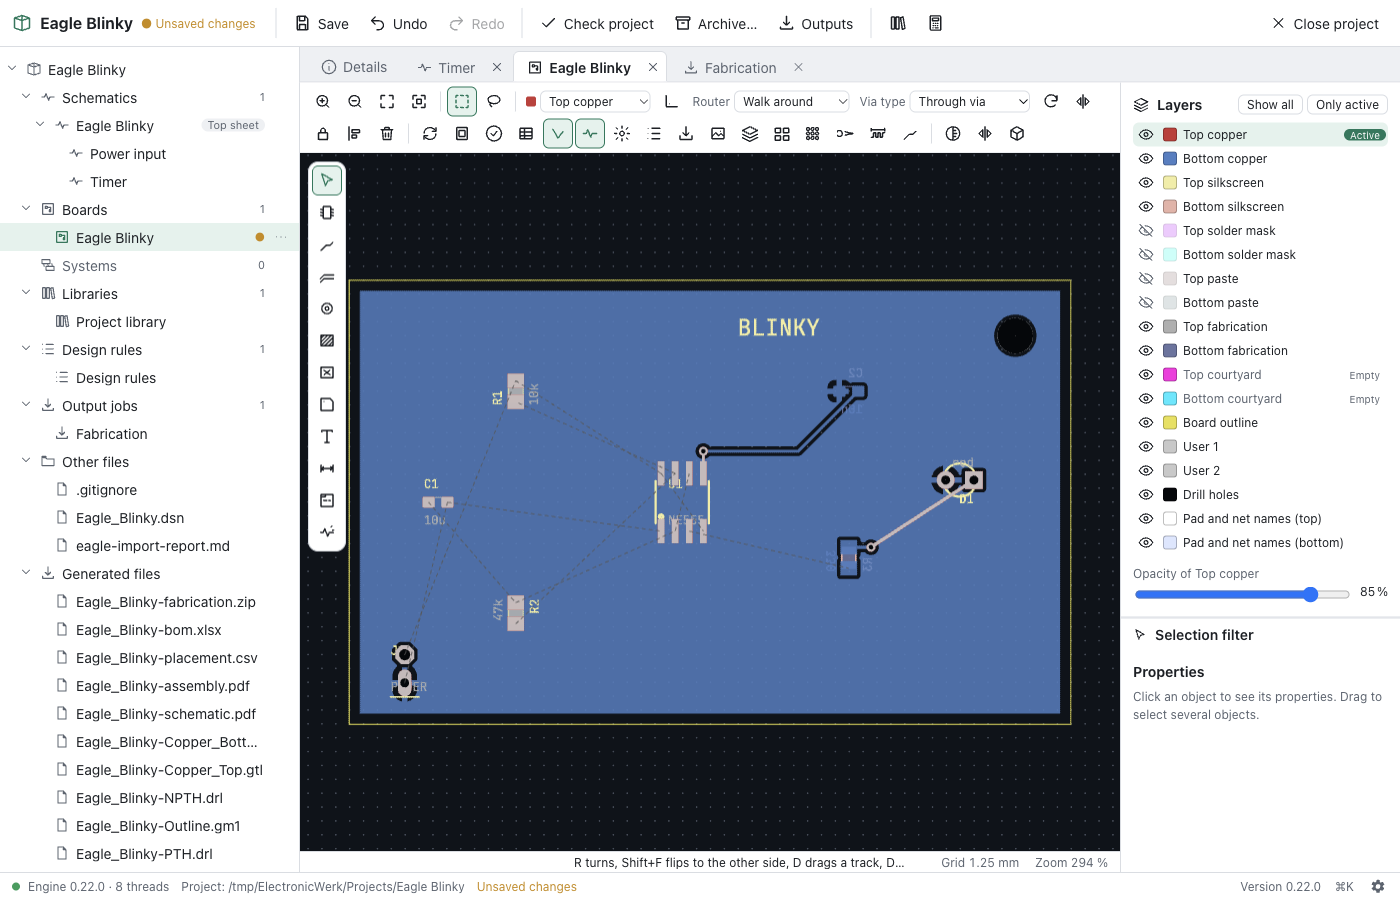 Eagle Blinky
Unsaved changes
Save
Undo
Redo
Check project
Archive...
Outputs
Close project
Eagle Blinky
Schematics 1
Eagle Blinky Top sheet
Power input
Timer
Boards 1
Eagle Blinky
Systems 0
Libraries 1
Project library
Design rules 1
Design rules
Output jobs 1
Fabrication
Other files
.gitignore
Eagle_Blinky.dsn
eagle-import-report.md
Generated files
Eagle_Blinky-fabrication.zip
Eagle_Blinky-bom.xlsx
Eagle_Blinky-placement.csv
Eagle_Blinky-assembly.pdf
Eagle_Blinky-schematic.pdf
Eagle_Blinky-Copper_Bott...
Eagle_Blinky-Copper_Top.gtl
Eagle_Blinky-NPTH.drl
Eagle_Blinky-Outline.gm1
Eagle_Blinky-PTH.drl
Details
Timer
Eagle Blinky
Fabrication
Top copper
Router Walk around
Via type Through via
BLINKY
R1
10k
C2
C1
10u
U1
red
D1
47k
R2
R turns, Shift+F flips to the other side, D drags a track, D...
Grid 1.25 mm
Zoom 294 %
Layers
Show all
Only active
Top copper Active
Bottom copper
Top silkscreen
Bottom silkscreen
Top solder mask
Bottom solder mask
Top paste
Bottom paste
Top fabrication
Bottom fabrication
Top courtyard Empty
Bottom courtyard Empty
Board outline
User 1
User 2
Drill holes
Pad and net names (top)
Pad and net names (bottom)
Opacity of Top copper
85 %
Selection filter
Properties
Click an object to see its properties. Drag to
select several objects.
Engine 0.22.0 · 8 threads
Project: /tmp/ElectronicWerk/Projects/Eagle Blinky
Unsaved changes
Version 0.22.0
⌘K